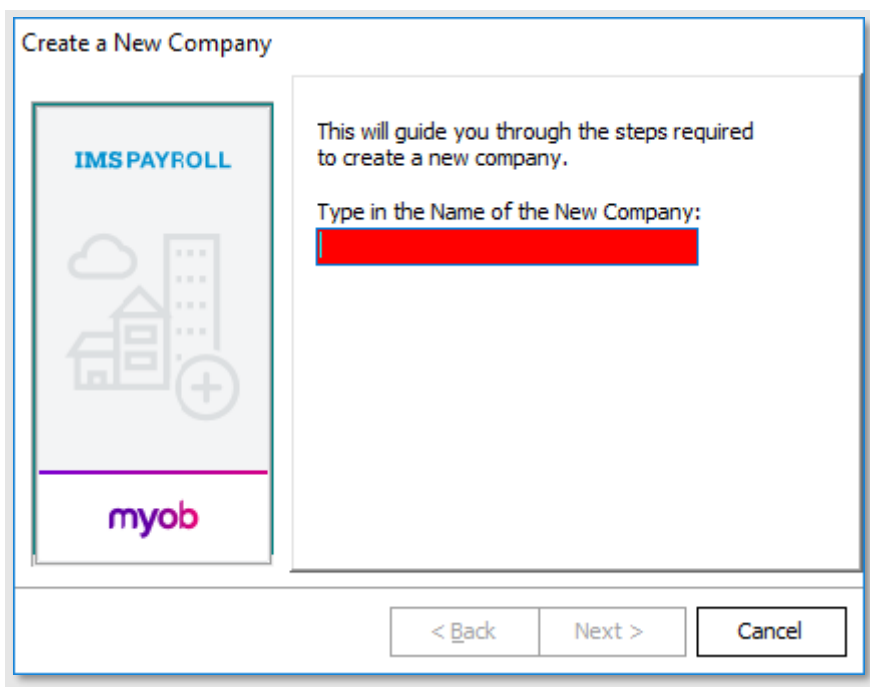 Create a New Company
IMSPAYROLL
myob
This will guide you through the steps required
to create a new company.
Type in the Name of the New Company:
< Back
Next >
Cancel